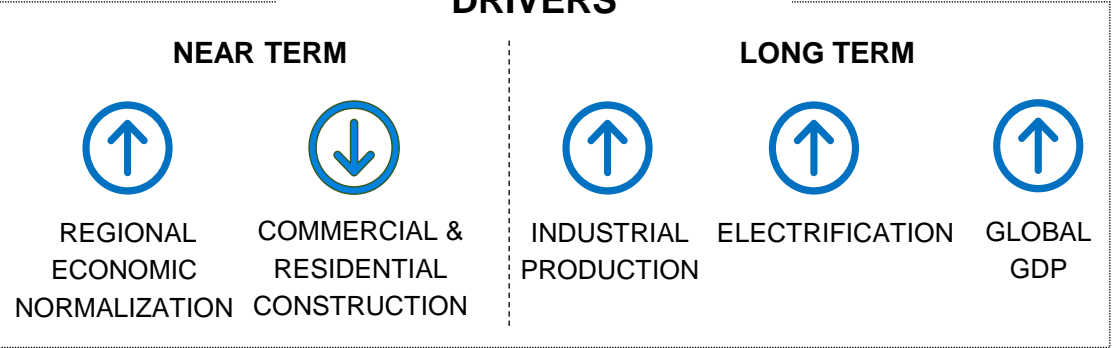 DRIVERS
NEAR TERM
LONG TERM
REGIONAL
ECONOMIC
NORMALIZATION
COMMERCIAL &
RESIDENTIAL
CONSTRUCTION
INDUSTRIAL
PRODUCTION
ELECTRIFICATION
GLOBAL
GDP